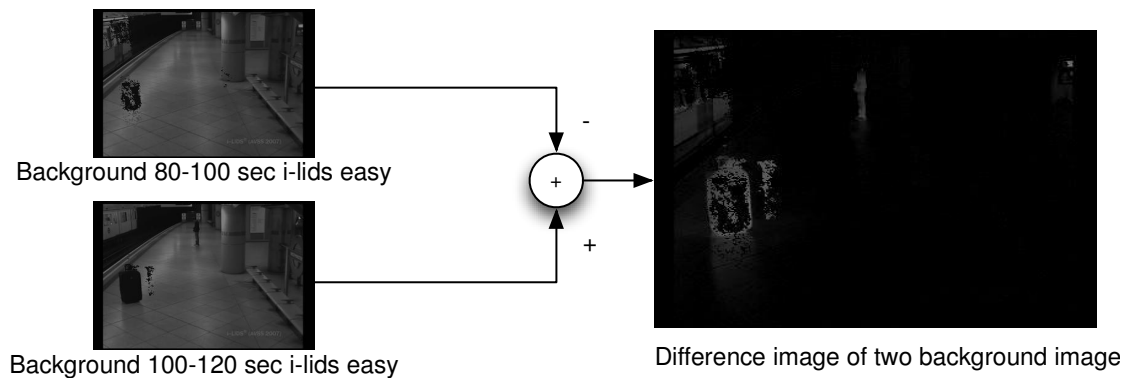 Background 80-100 sec i-lids easy
-
+
+
Background 100-120 sec i-lids easy
Difference image of two background image